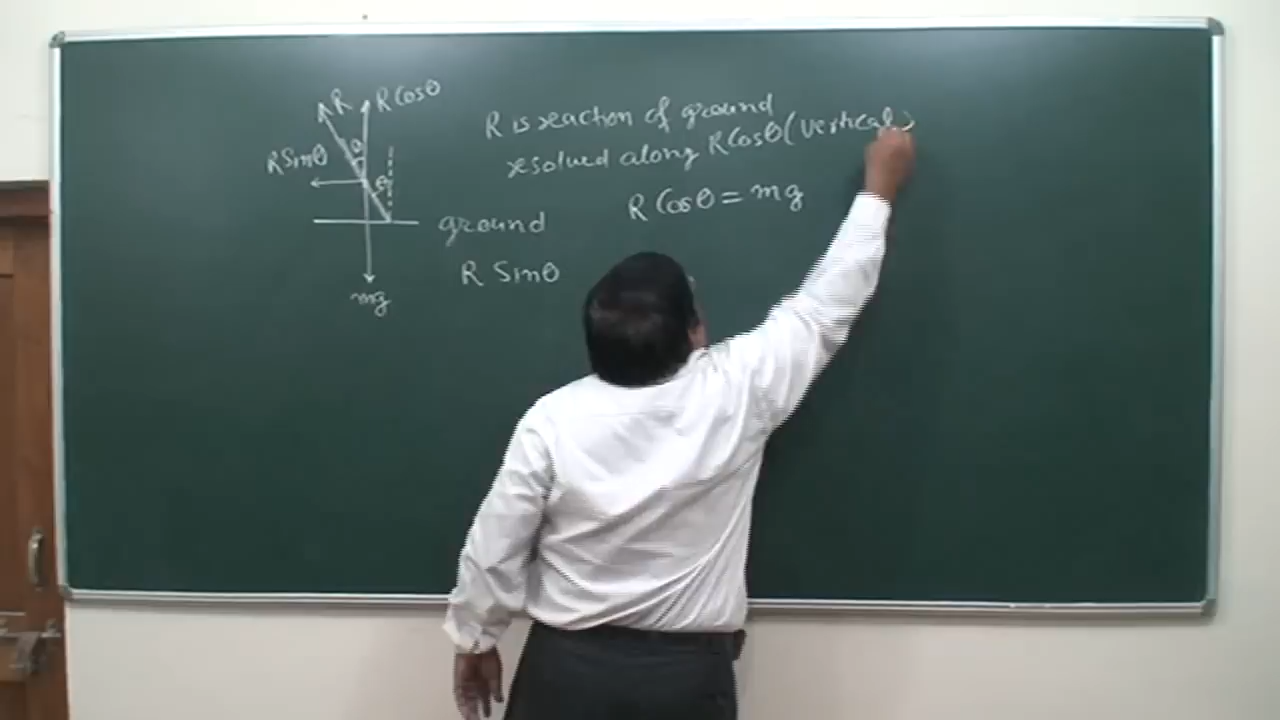 R
R Cosθ
R Sinθ
θ
θ
ground
mg
R is reaction of ground
resolved along R Cosθ (vertical)
R Cosθ = mg
R Sinθ